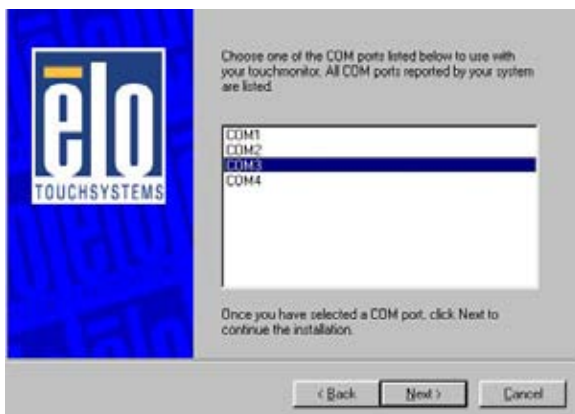 elo
TOUCHSYSTEMS
Choose one of the COM ports listed below to use with
your touchmonitor. All COM ports reported by your system
are listed.
COM1
COM2
COM3
COM4
Once you have selected a COM port, click Next to
continue the installation.
< Back
Next >
Cancel